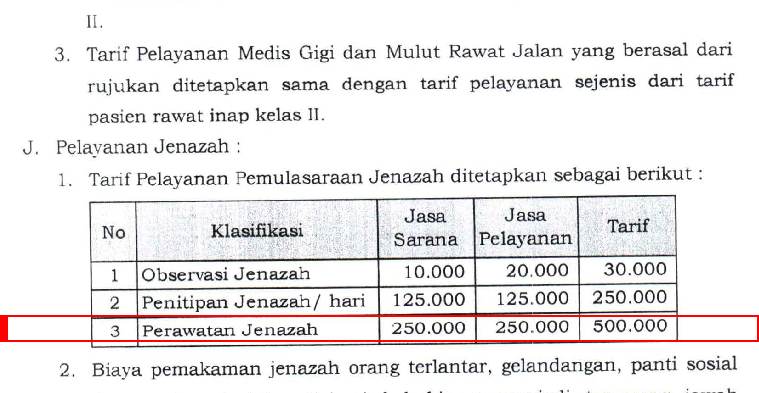 II.
3. Tarif Pelayanan Medis Gigi dan Mulut Rawat Jalan yang berasal dari
rujukan ditetapkan sama dengan tarif pelayanan sejenis dari tarif
pasien rawat inap kelas II.
J. Pelayanan Jenazah :
1. Tarif Pelayanan Pemulasaraan Jenazah ditetapkan sebagai berikut :
No Klasifikasi Jasa Sarana Jasa Pelayanan Tarif
1 Observasi Jenazah 10.000 20.000 30.000
2 Penitipan Jenazah/ hari 125.000 125.000 250.000
3 Perawatan Jenazah 250.000 250.000 500.000
2. Biaya pemakaman jenazah orang terlantar, gelandangan, panti sosial